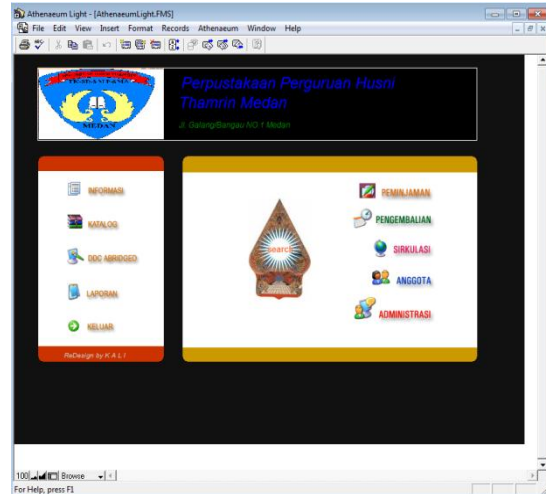 Athenaeum Light - [AthenaeumLight.FMS]
File Edit View Insert Format Records Athenaeum Window Help
Perpustakaan Perguruan Husni
Thamrin Medan
Jl. Galang/Bangau NO 1 Medan
MEDAN
INFORMASI
KATALOG
DDC ABRIDGED
LAPORAN
KELUAR
ReDesign by K A L I
search
PEMINJAMAN
PENGEMBALIAN
SIRKULASI
ANGGOTA
ADMINISTRASI
100 Browse
For Help, press F1